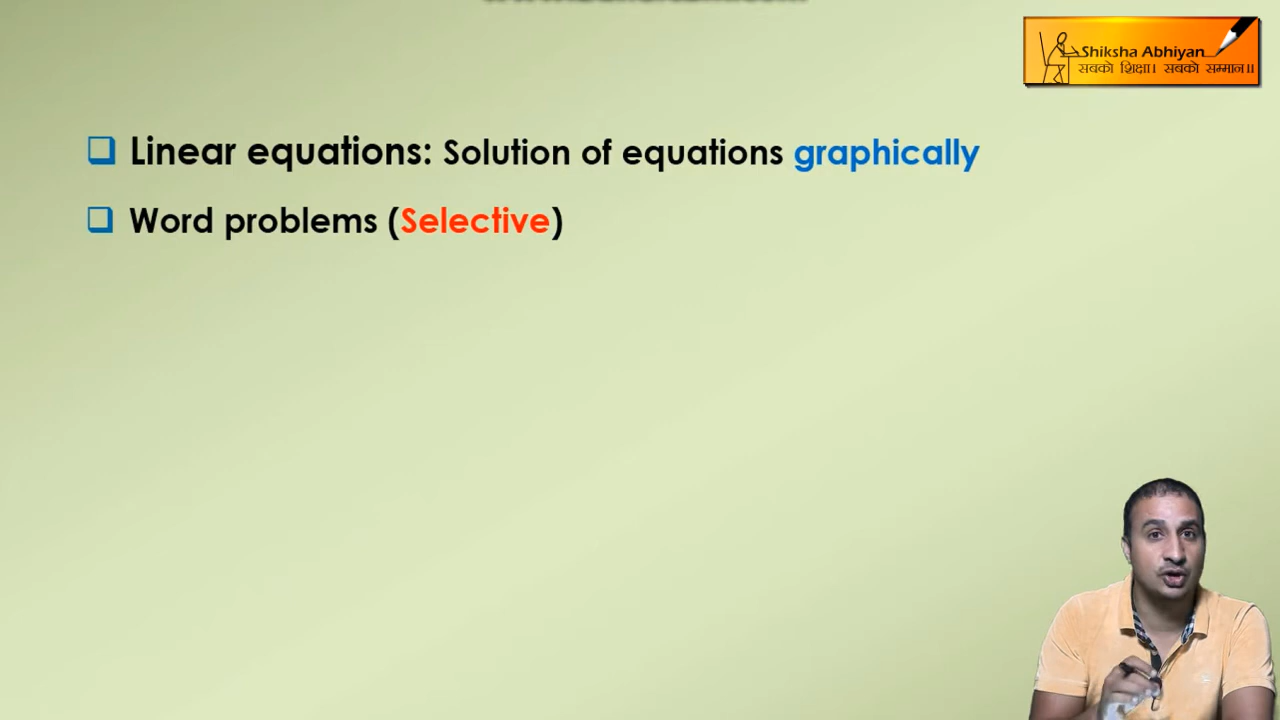 Shiksha Abhiyan
सबको शिक्षा। सबको सम्मान॥
Linear equations: Solution of equations graphically
Word problems (Selective)